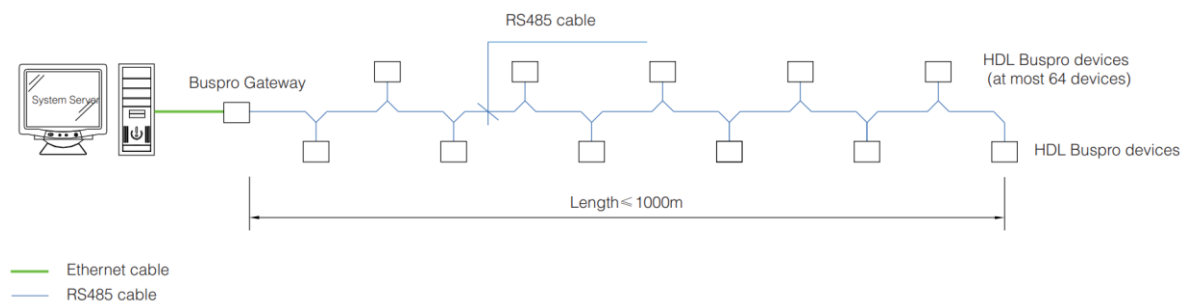 RS485 cable
HDL Buspro devices
(at most 64 devices)
Buspro Gateway
System Server
HDL Buspro devices
Length≤1000m
Ethernet cable
RS485 cable